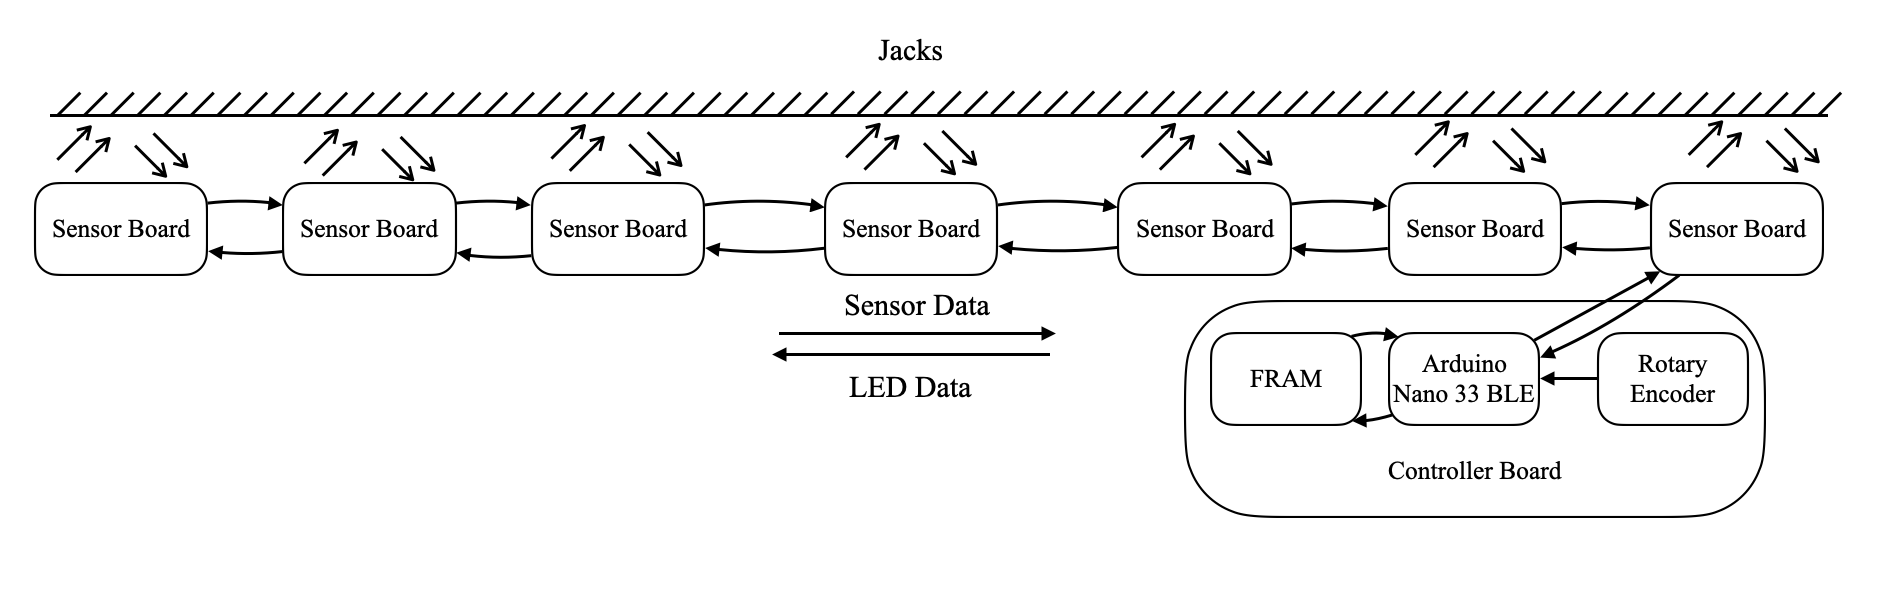 Jacks
Sensor Board
Sensor Board
Sensor Board
Sensor Board
Sensor Board
Sensor Board
Sensor Board
Sensor Data
LED Data
FRAM
Arduino
Nano 33 BLE
Rotary
Encoder
Controller Board